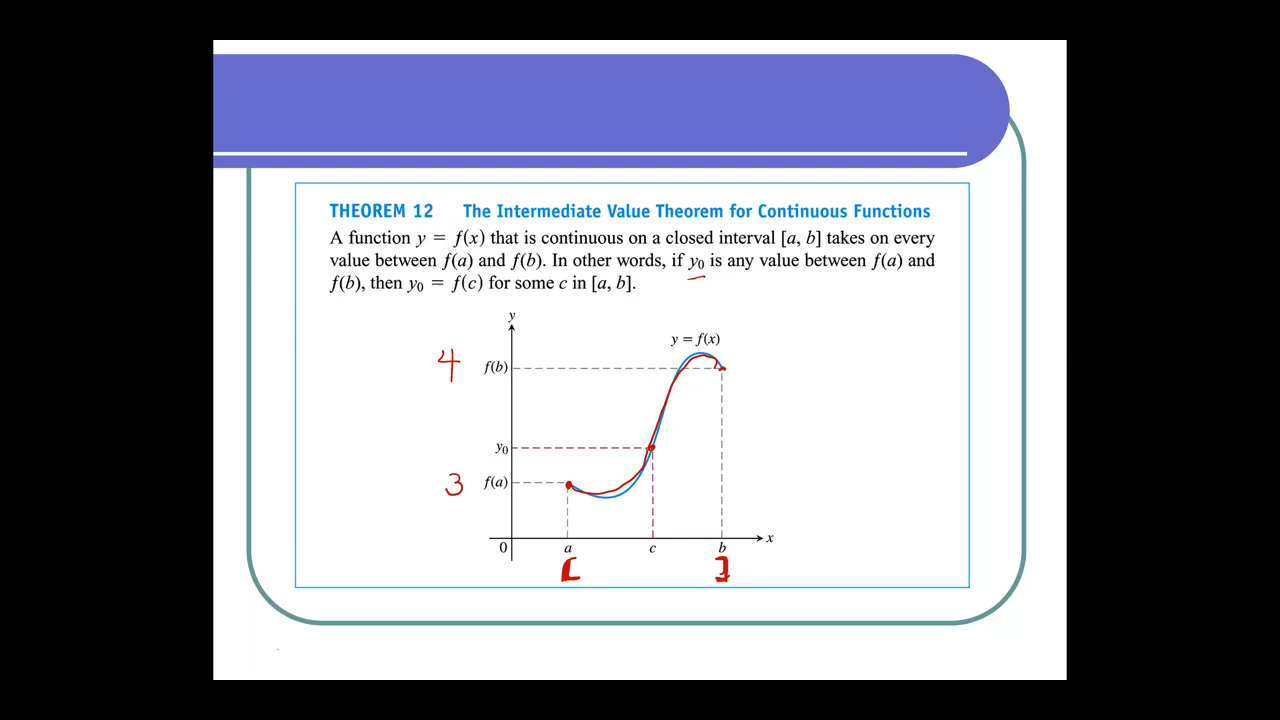 THEOREM 12 The Intermediate Value Theorem for Continuous Functions
A function y = f(x) that is continuous on a closed interval [a, b] takes on every
value between f(a) and f(b). In other words, if y₀ is any value between f(a) and
f(b), then y₀ = f(c) for some c in [a, b].
y
y = f(x)
4 f(b)
y₀
3 f(a)
0 a c b x
[ ]